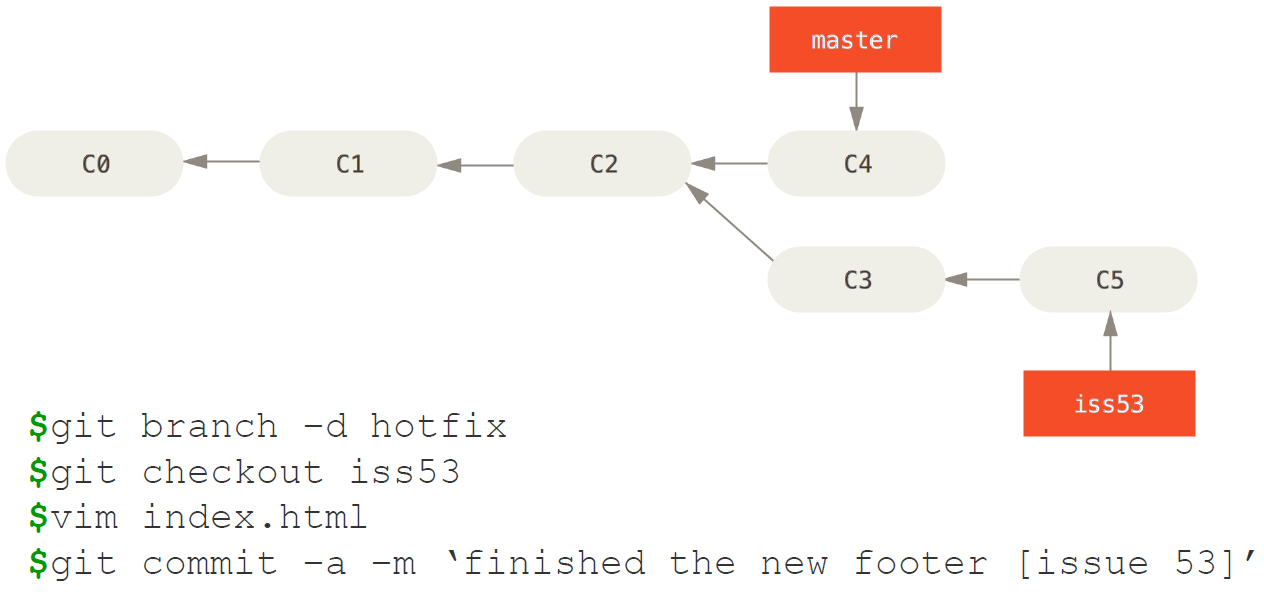 master
C0 C1 C2 C4
C3 C5
iss53
$git branch -d hotfix
$git checkout iss53
$vim index.html
$git commit -a -m ‘finished the new footer [issue 53]’